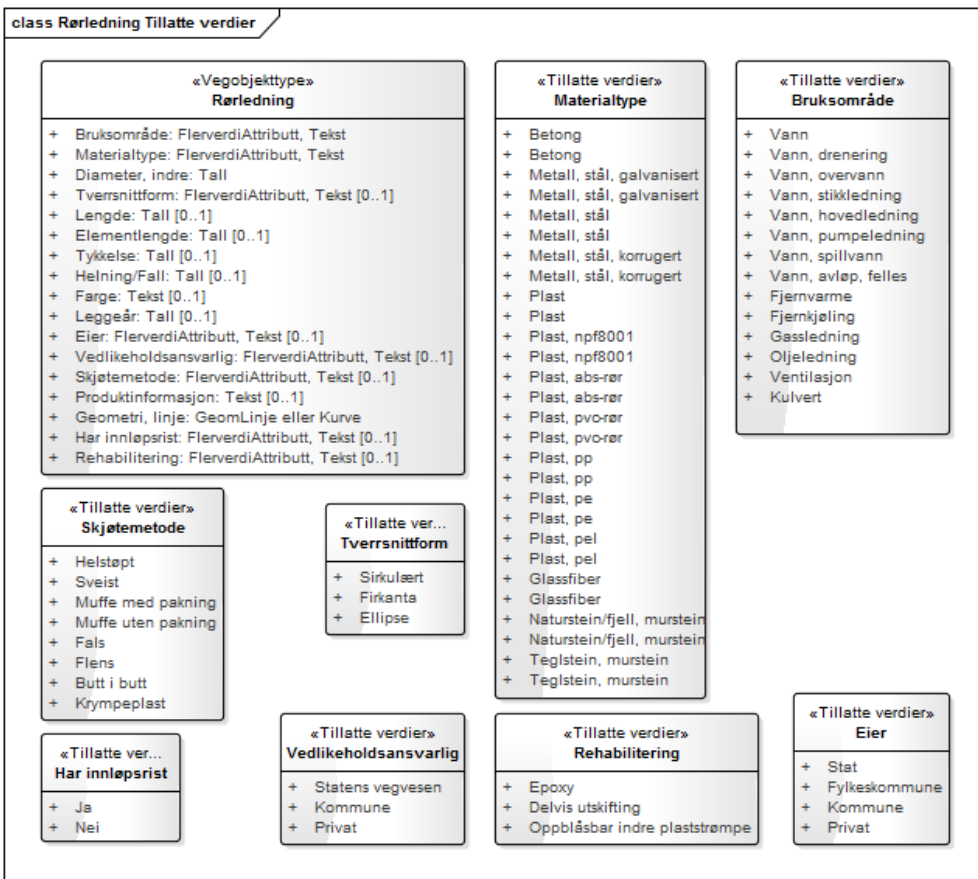 class Rørledning Tillatte verdier
«Vegobjekttype»
Rørledning
+ Bruksområde: FlerverdiAttributt, Tekst
+ Materialtype: FlerverdiAttributt, Tekst
+ Diameter, indre: Tall
+ Tverrsnittform: FlerverdiAttributt, Tekst [0..1]
+ Lengde: Tall [0..1]
+ Elementlengde: Tall [0..1]
+ Tykkelse: Tall [0..1]
+ Helning/Fall: Tall [0..1]
+ Farge: Tekst [0..1]
+ Leggeår: Tall [0..1]
+ Eier: FlerverdiAttributt, Tekst [0..1]
+ Vedlikeholdsansvarlig: FlerverdiAttributt, Tekst [0..1]
+ Skjøtemetode: FlerverdiAttributt, Tekst [0..1]
+ Produktinformasjon: Tekst [0..1]
+ Geometri, linje: GeomLinje eller Kurve
+ Har innløpsrist: FlerverdiAttributt, Tekst [0..1]
+ Rehabilitering: FlerverdiAttributt, Tekst [0..1]
«Tillatte verdier»
Materialtype
+ Betong
+ Betong
+ Metall, stål, galvanisert
+ Metall, stål, galvanisert
+ Metall, stål
+ Metall, stål
+ Metall, stål, korrugert
+ Metall, stål, korrugert
+ Plast
+ Plast
+ Plast, npf8001
+ Plast, npf8001
+ Plast, abs-rør
+ Plast, abs-rør
+ Plast, pvc-rør
+ Plast, pvc-rør
+ Plast, pp
+ Plast, pp
+ Plast, pe
+ Plast, pe
+ Plast, pel
+ Plast, pel
+ Glassfiber
+ Glassfiber
+ Naturstein/fjell, murstein
+ Naturstein/fjell, murstein
+ Teglstein, murstein
+ Teglstein, murstein
«Tillatte verdier»
Bruksområde
+ Vann
+ Vann, drenering
+ Vann, overvann
+ Vann, stikkledning
+ Vann, hovedledning
+ Vann, pumpeledning
+ Vann, spillvann
+ Vann, avløp, felles
+ Fjernvarme
+ Fjernkjøling
+ Gassledning
+ Oljeledning
+ Ventilasjon
+ Kulvert
«Tillatte verdier»
Skjøtemetode
+ Helstøpt
+ Sveist
+ Muffe med pakning
+ Muffe uten pakning
+ Fals
+ Flens
+ Butt i butt
+ Krympeplast
«Tillatte ver...
Tverrsnittform
+ Sirkulært
+ Firkanta
+ Ellipse
«Tillatte ver...
Har innløpsrist
+ Ja
+ Nei
«Tillatte verdier»
Vedlikeholdsansvarlig
+ Statens vegvesen
+ Kommune
+ Privat
«Tillatte verdier»
Rehabilitering
+ Epoxy
+ Delvis utskifting
+ Oppblåsbar indre plaststrømpe
«Tillatte verdier»
Eier
+ Stat
+ Fylkeskommune
+ Kommune
+ Privat